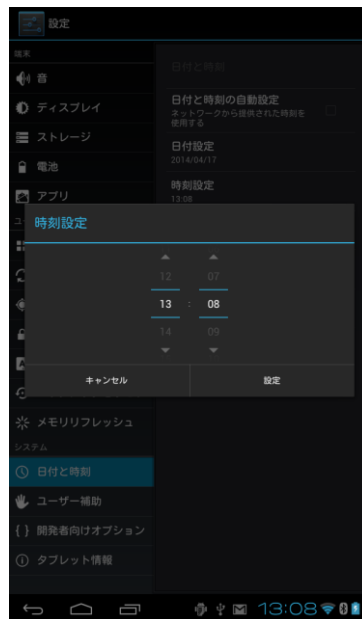 設定
端末
音
ディスプレイ
ストレージ
電池
アプリ
日付と時刻
日付と時刻の自動設定
ネットワークから提供された時刻を
使用する
日付設定
2014/04/17
時刻設定
13:08
時刻設定
12 07
13 : 08
14 09
キャンセル 設定
メモリリフレッシュ
システム
日付と時刻
ユーザー補助
{ } 開発者向けオプション
タブレット情報
13:08